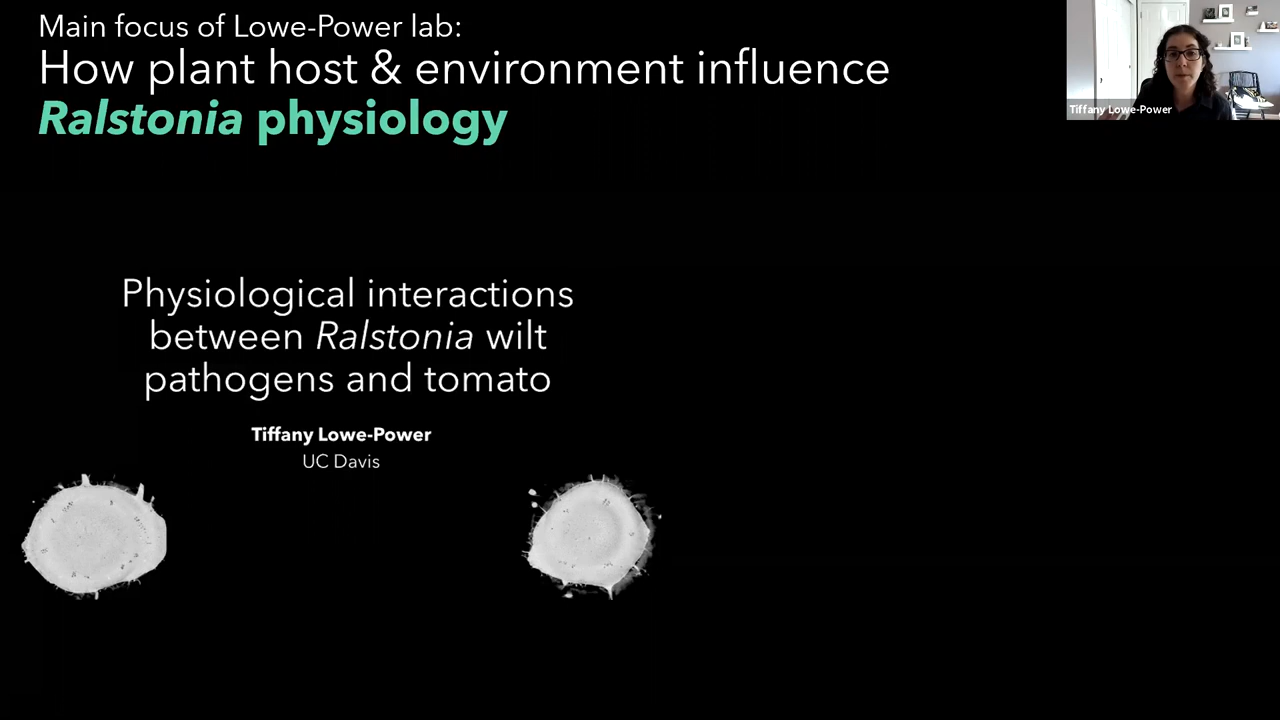 Main focus of Lowe-Power lab:
How plant host & environment influence
Ralstonia physiology
Tiffany Lowe-Power
Physiological interactions
between Ralstonia wilt
pathogens and tomato
Tiffany Lowe-Power
UC Davis